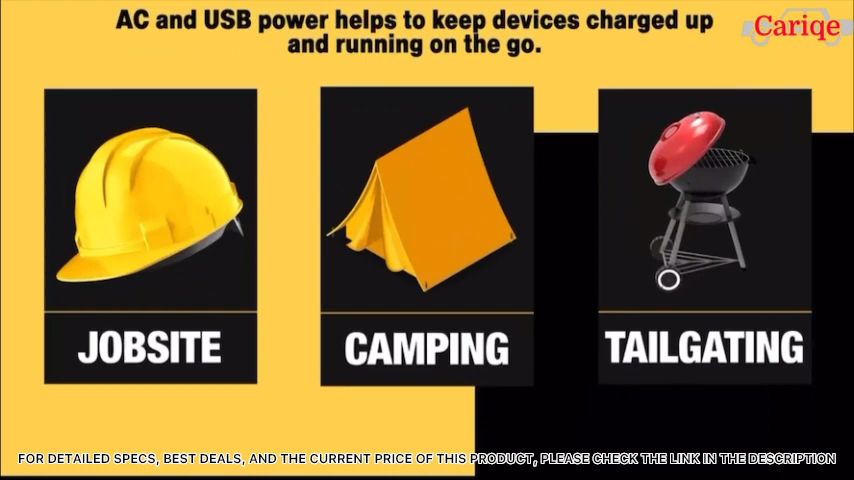 AC and USB power helps to keep devices charged up
and running on the go.
Cariqe
JOBSITE
CAMPING
TAILGATING
FOR DETAILED SPECS, BEST DEALS, AND THE CURRENT PRICE OF THIS PRODUCT, PLEASE CHECK THE LINK IN THE DESCRIPTION